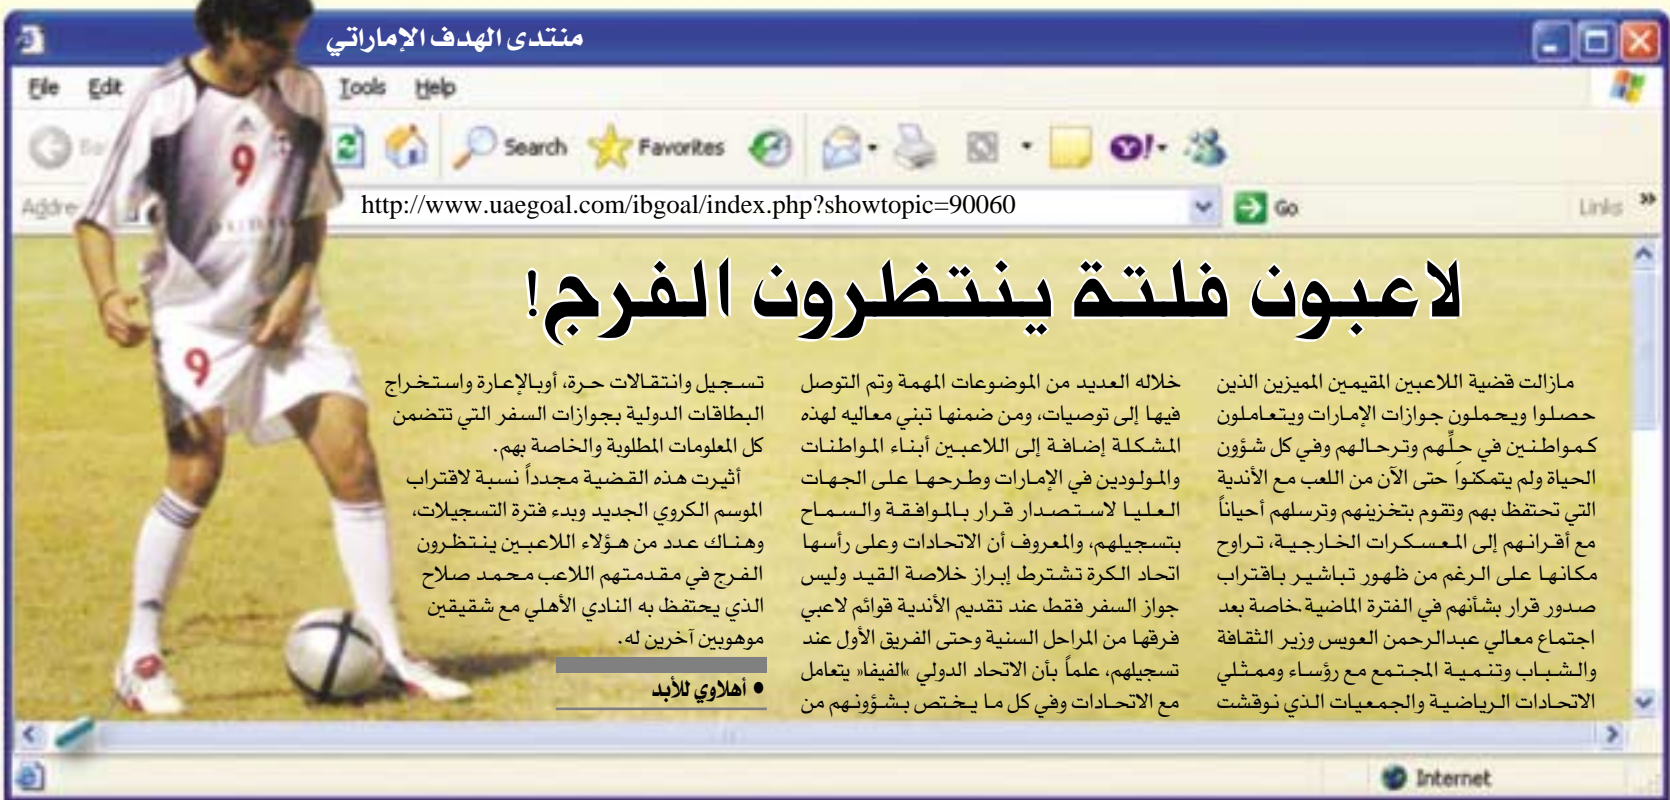 منتدى الهدف الإماراتي
File Edit Tools Help
Search Favorites
Addre
http://www.uaegoal.com/ibgoal/index.php?showtopic=90060
Go
Links
9
9
لاعبون فلتة ينتظرون الفرج!
مازالت قضية اللاعبين المقيمين المميزين الذين
حصلوا ويحملون جوازات الإمارات ويتعاملون
كمواطنين في حلِّهم وترحالهم وفي كل شؤون
الحياة ولم يتمكنواَ حتى الآن من اللعب مع الأندية
التي تحتفظ بهم وتقوم بتخزينهم وترسلهم أحياناً
مع أقرانهم إلى المعسكرات الخارجية، تراوح
مكانها على الرغم من ظهور تباشير باقتراب
صدور قرار بشأنهم في الفترة الماضية.خاصة بعد
اجتماع معالي عبدالرحمن العويس وزير الثقافة
والشباب وتنمية المجتمع مع رؤساء وممثلي
الاتحادات الرياضية والجمعيات الذي نوقشت
خلاله العديد من الموضوعات المهمة وتم التوصل
فيها إلى توصيات، ومن ضمنها تبني معاليه لهذه
المشكلة إضافة إلى اللاعبين أبناء المواطنات
والمولودين في الإمارات وطرحها على الجهات
العليا لاستصدار قرار بالموافقة والسماح
بتسجيلهم، والمعروف أن الاتحادات وعلى رأسها
اتحاد الكرة تشترط إبراز خلاصة القيد وليس
جواز السفر فقط عند تقديم الأندية قوائم لاعبي
فرقها من المراحل السنية وحتى الفريق الأول عند
تسجيلهم، علماً بأن الاتحاد الدولي »الفيفا« يتعامل
مع الاتحادات وفي كل ما يختص بشؤونهم من
تسجيل وانتقالات حرة، أوبالإعارة واستخراج
البطاقات الدولية بجوازات السفر التي تتضمن
كل المعلومات المطلوبة والخاصة بهم.
أثيرت هذه القضية مجدداً نسبة لاقتراب
الموسم الكروي الجديد وبدء فترة التسجيلات،
وهناك عدد من هؤلاء اللاعبين ينتظرون
الفرج في مقدمتهم اللاعب محمد صلاح
الذي يحتفظ به النادي الأهلي مع شقيقين
موهوبين آخرين له.
• أهلاوي للأبد
Internet